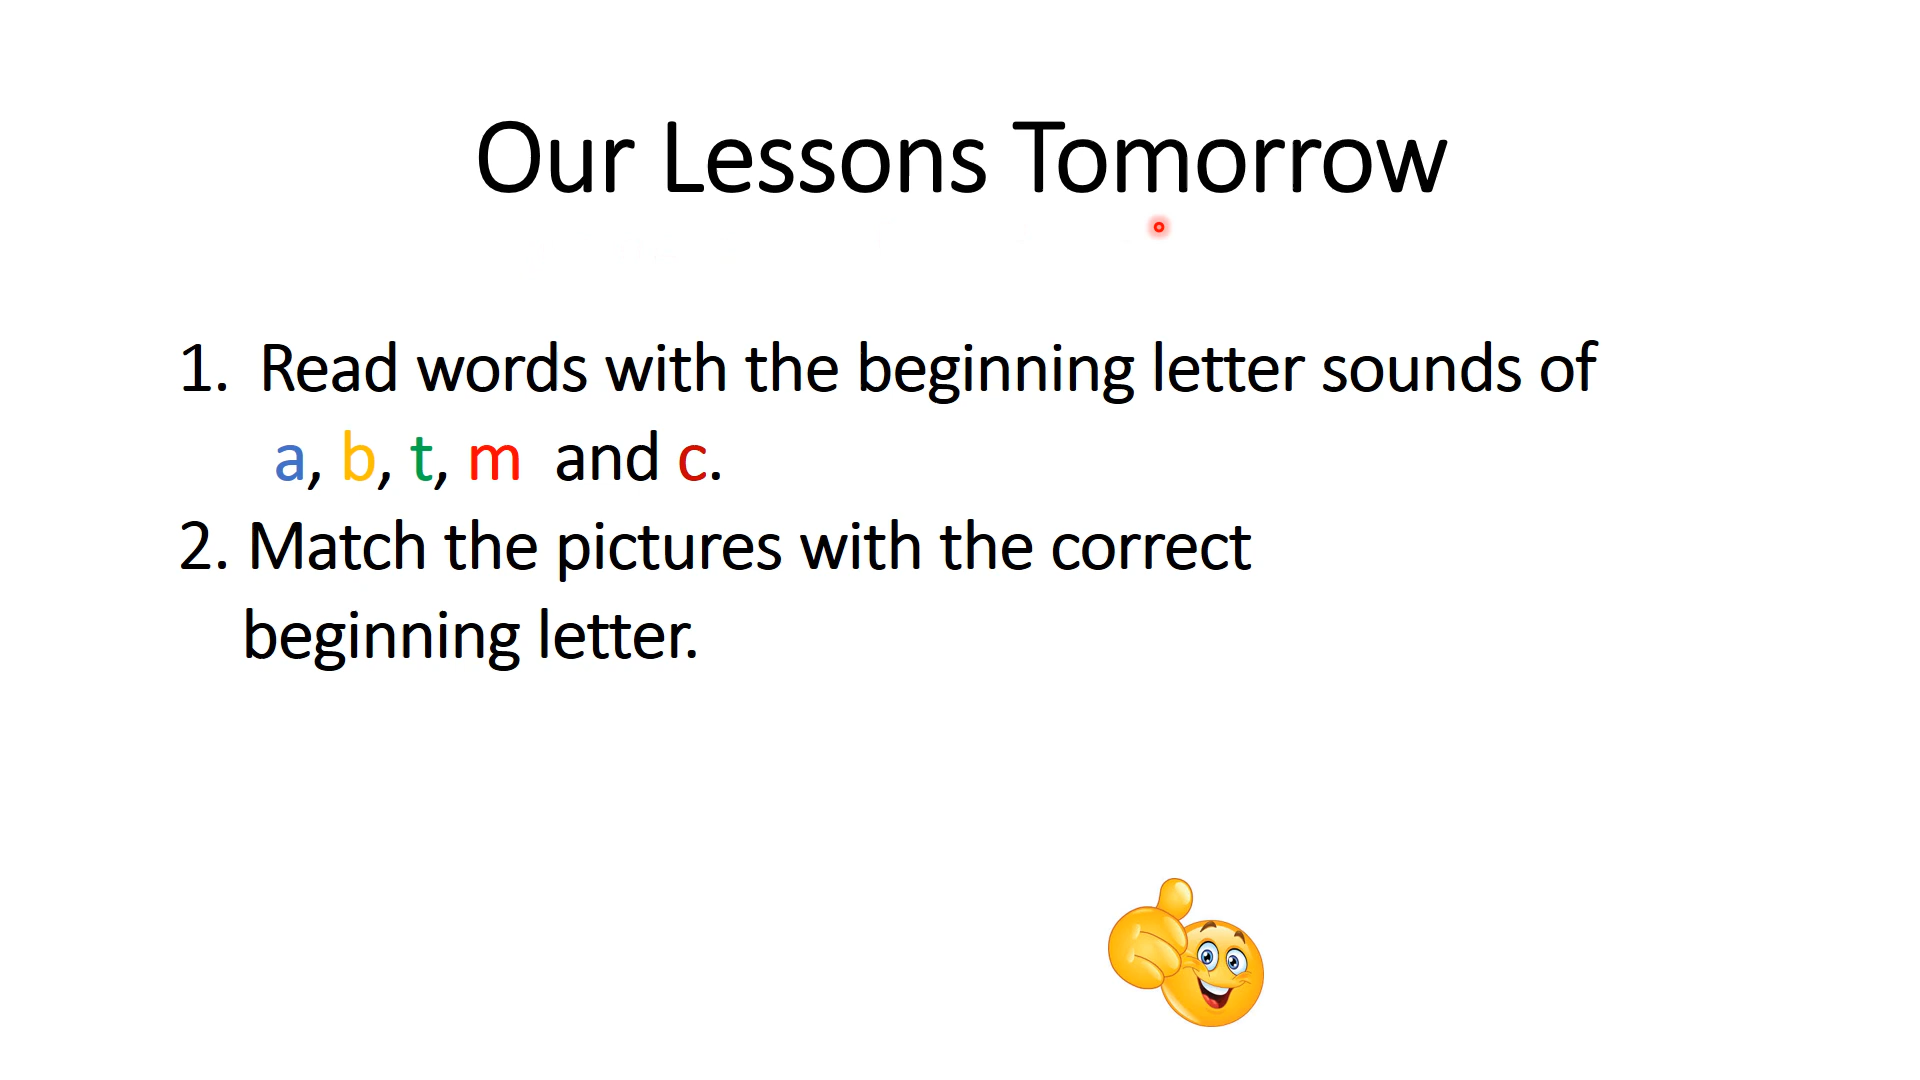 Our Lessons Tomorrow
1. Read words with the beginning letter sounds of
a, b, t, m and c.
2. Match the pictures with the correct
beginning letter.